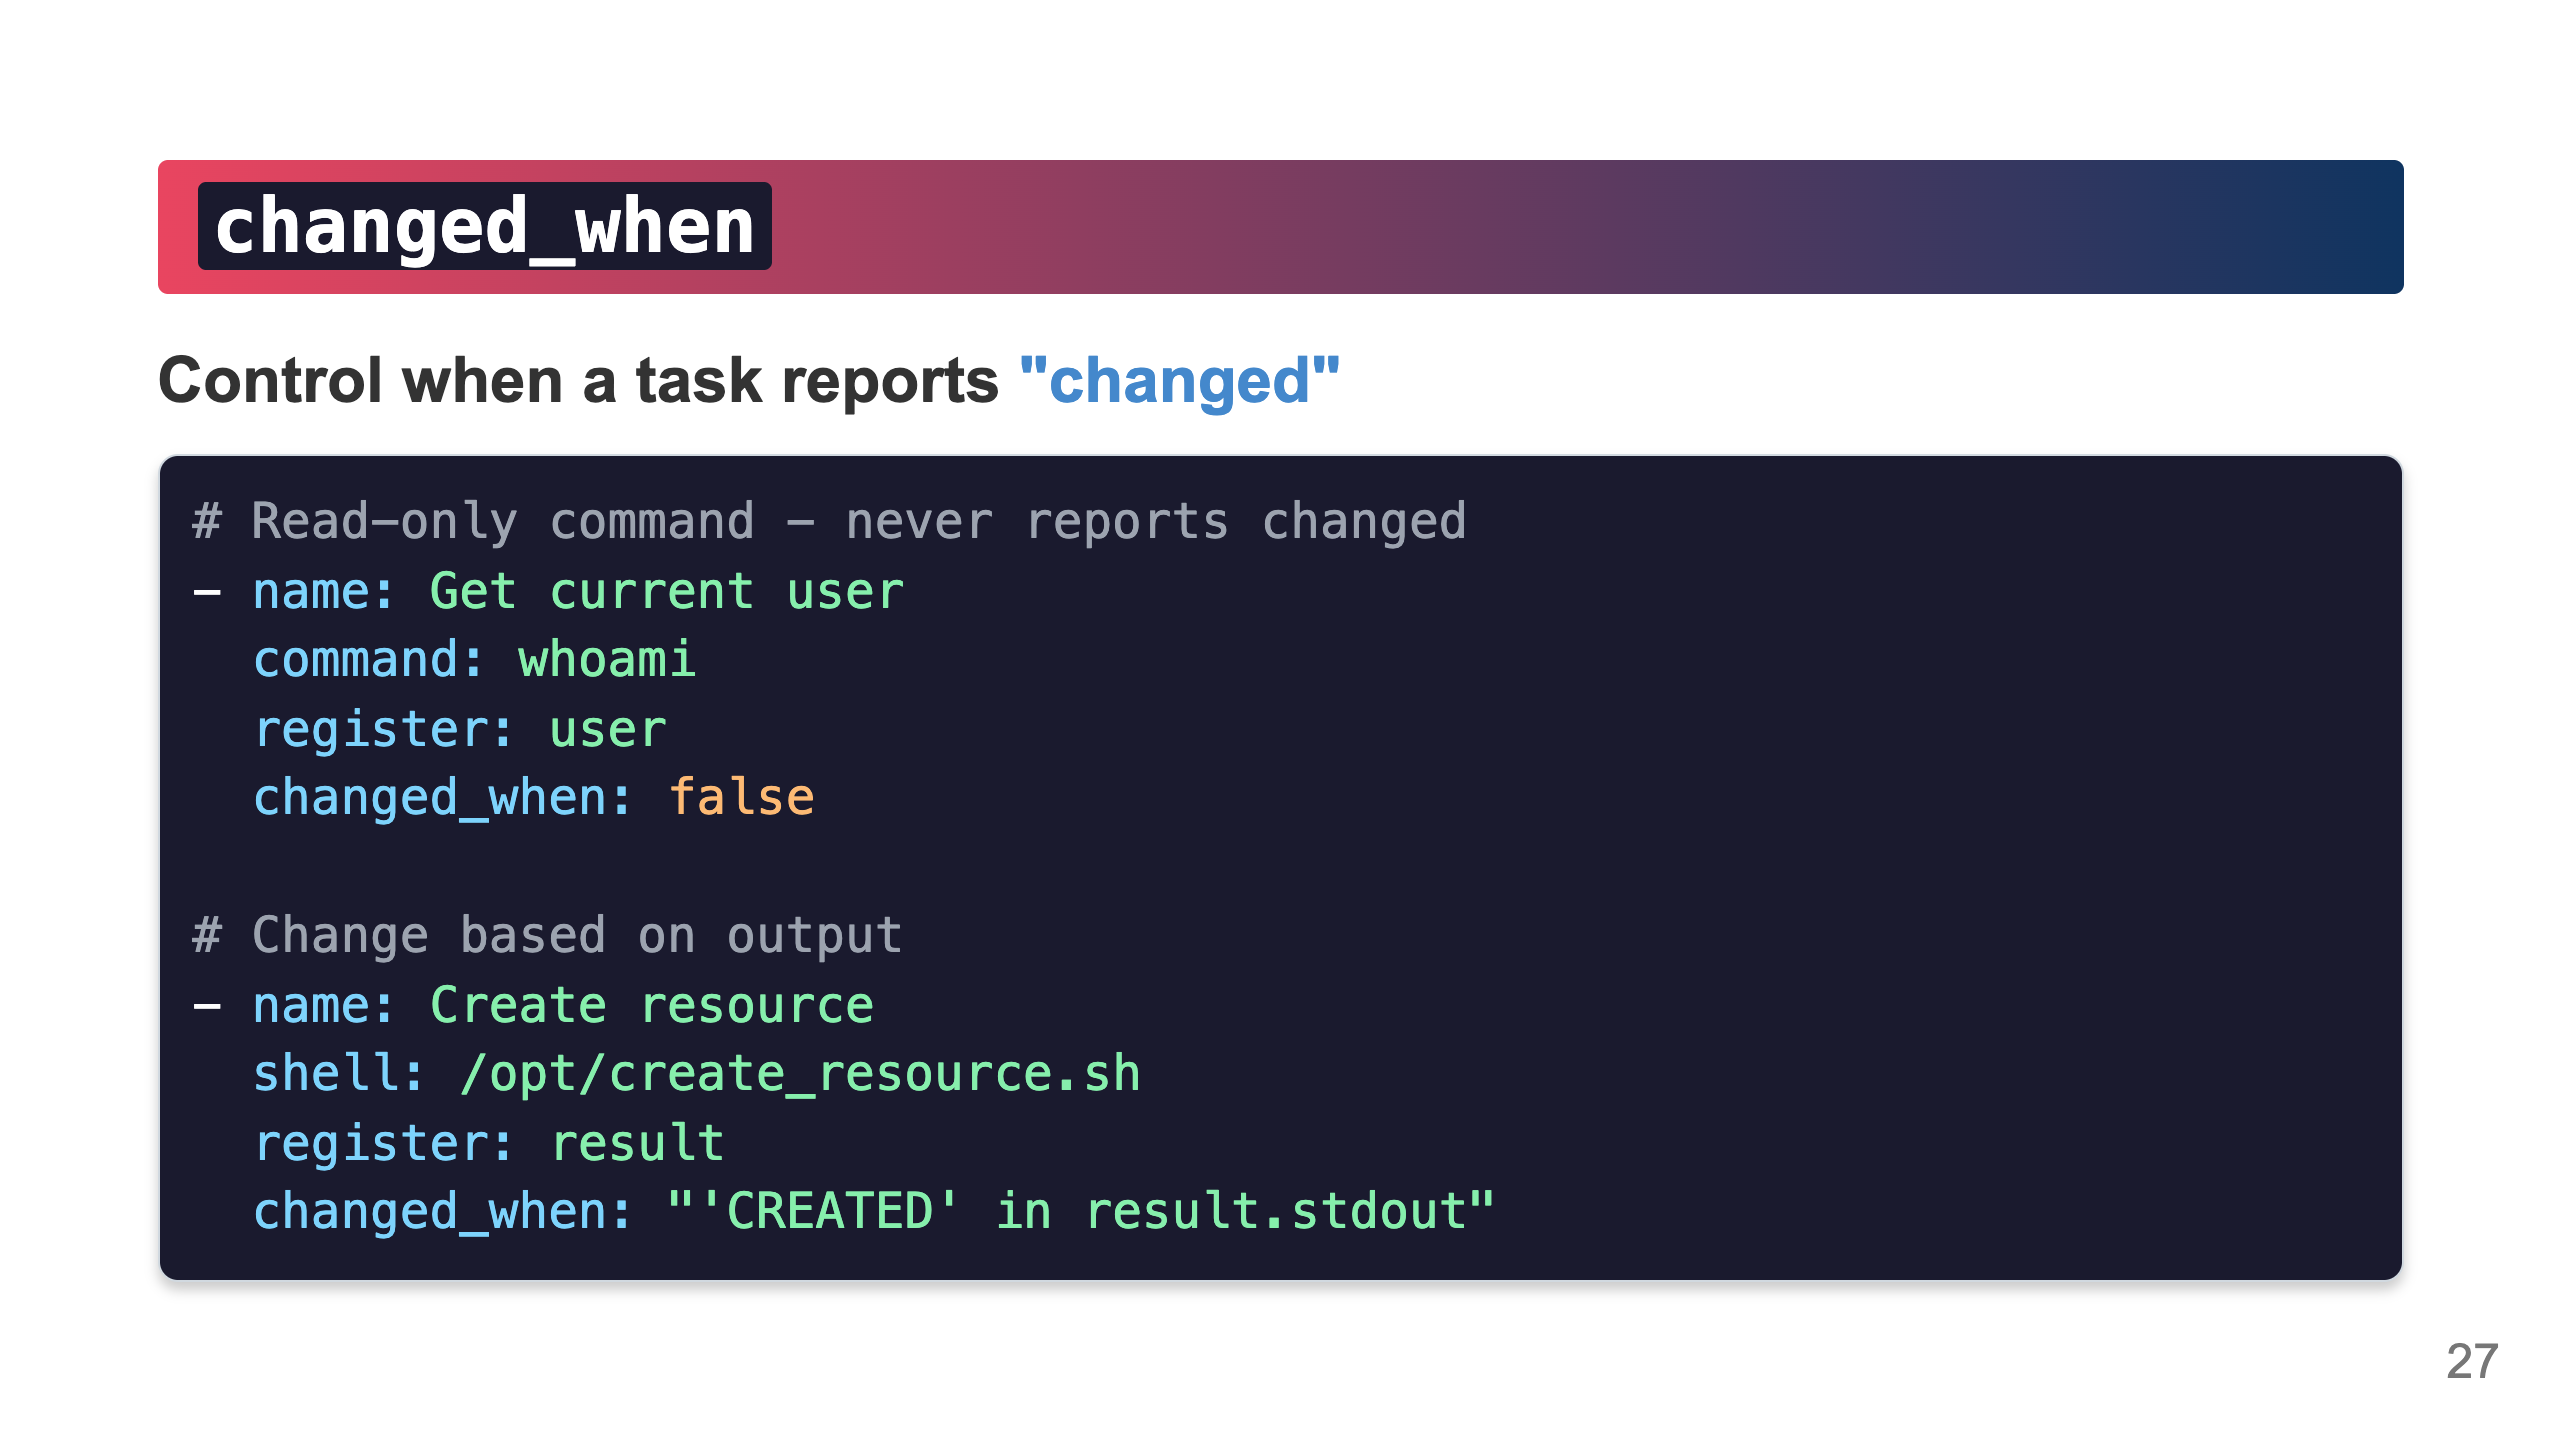 changed_when
Control when a task reports "changed"
# Read-only command - never reports changed
- name: Get current user
  command: whoami
  register: user
  changed_when: false

# Change based on output
- name: Create resource
  shell: /opt/create_resource.sh
  register: result
  changed_when: "'CREATED' in result.stdout"
27